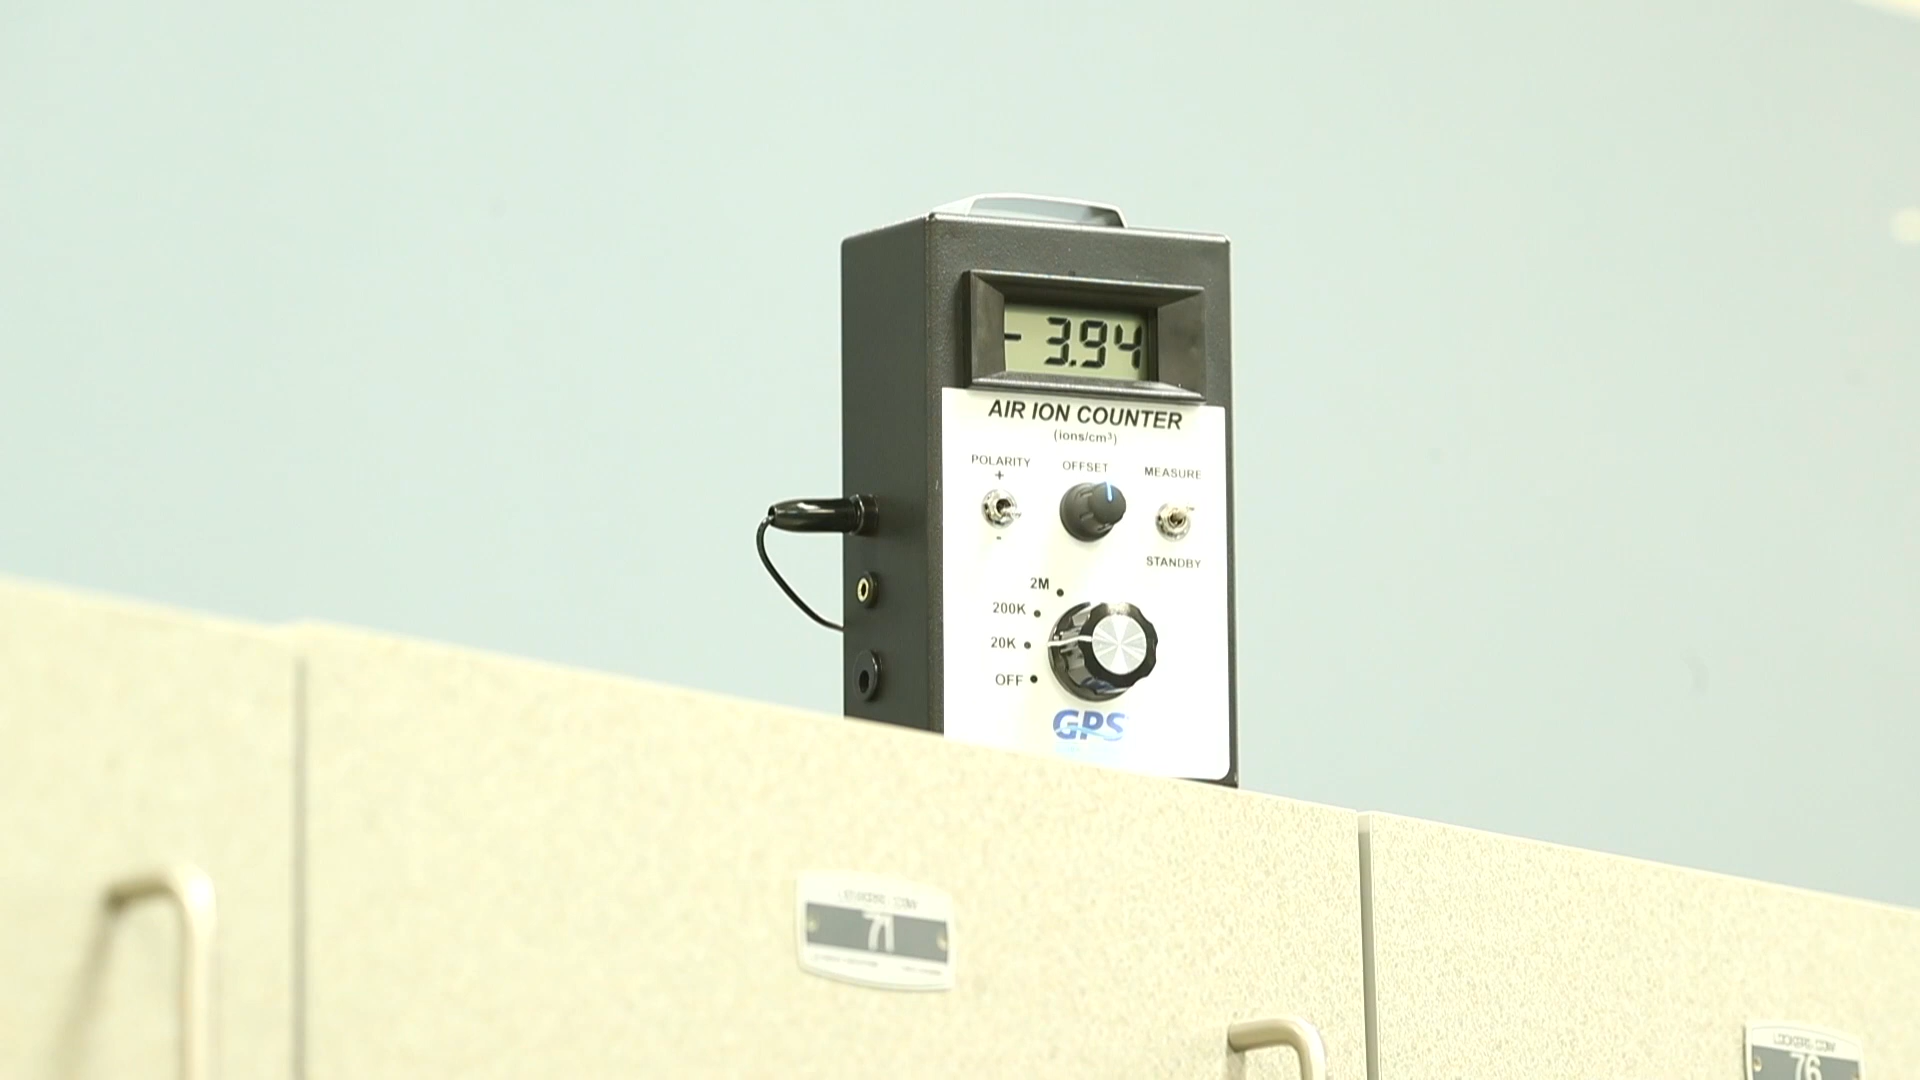 - 3.94
AIR ION COUNTER
(ions/cm³)
POLARITY OFFSET MEASURE
+
-
STANDBY
2M
200K
20K
OFF
GPS
71
76